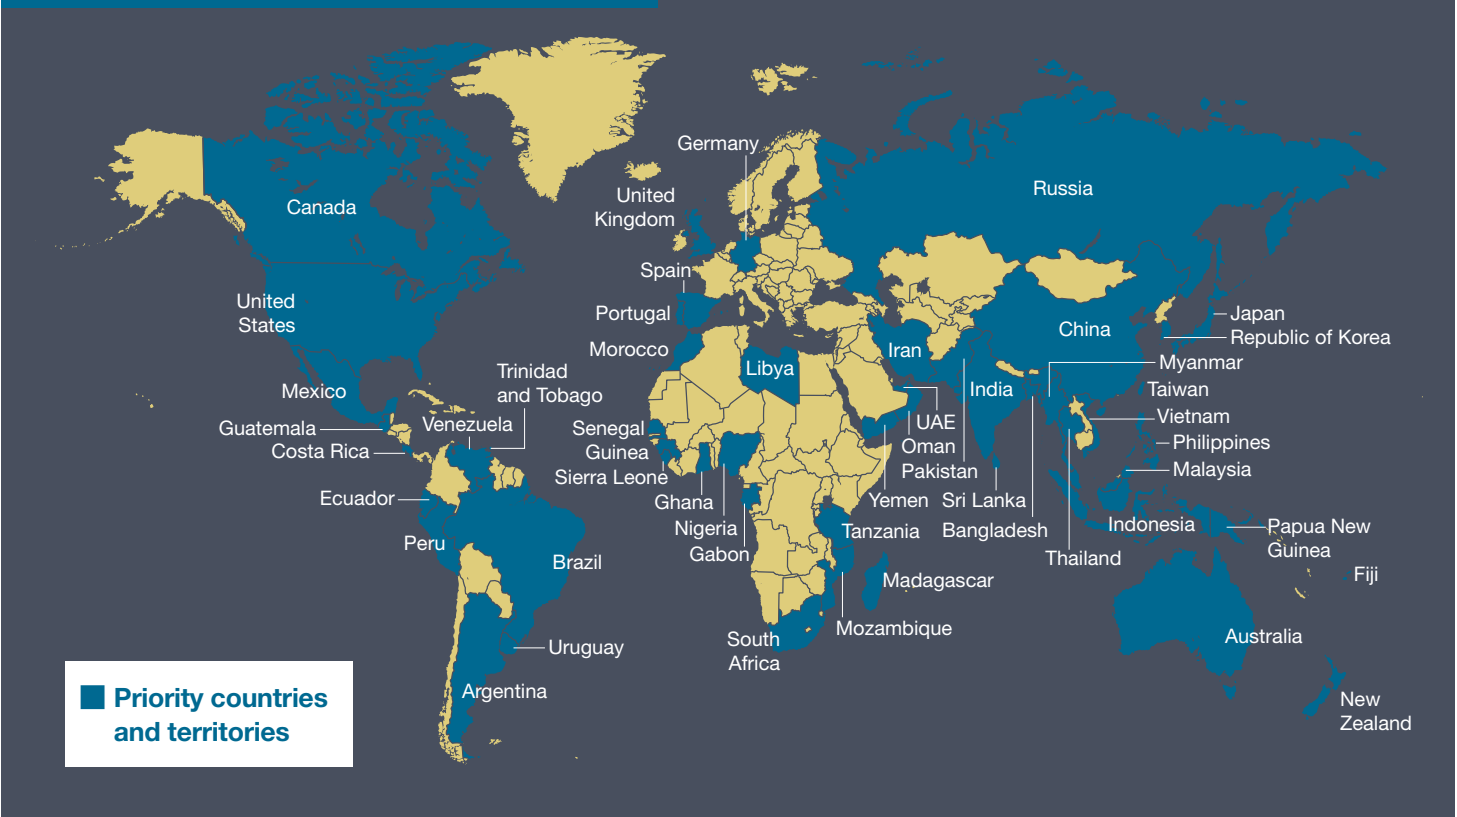 Germany
United
Kingdom
Russia
Canada
Spain
United
States
Portugal
Japan
Republic of Korea
China
Morocco
Iran
Myanmar
Libya
Trinidad
and Tobago
Mexico
India
Taiwan
Guatemala
Venezuela
Senegal
UAE
Vietnam
Costa Rica
Guinea
Oman
Philippines
Sierra Leone
Pakistan
Malaysia
Ecuador
Ghana
Yemen
Sri Lanka
Nigeria
Tanzania
Bangladesh
Indonesia
Papua New
Guinea
Peru
Gabon
Brazil
Thailand
Madagascar
Fiji
Mozambique
South
Africa
Australia
Uruguay
Argentina
New
Zealand
Priority countries
and territories